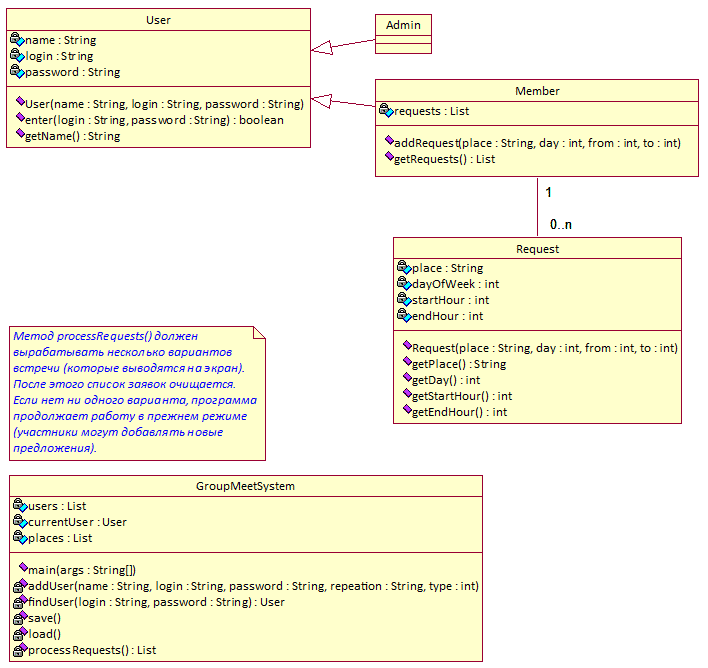 User
name : String
login : String
password : String
User(name : String, login : String, password : String)
enter(login : String, password : String) : boolean
getName() : String
Admin
Member
requests : List
addRequest(place : String, day : int, from : int, to : int)
getRequests() : List
1
0..n
Request
place : String
dayOfWeek : int
startHour : int
endHour : int
Request(place : String, day : int, from : int, to : int)
getPlace() : String
getDay() : int
getStartHour() : int
getEndHour() : int
Метод processRequests() должен
вырабатывать несколько вариантов
встречи (которые выводятся на экран).
После этого список заявок очищается.
Если нет ни одного варианта, программа
продолжает работу в прежнем режиме
(участники могут добавлять новые
предложения).
GroupMeetSystem
users : List
currentUser : User
places : List
main(args : String[])
addUser(name : String, login : String, password : String, repeation : String, type : int)
findUser(login : String, password : String) : User
save()
load()
processRequests() : List